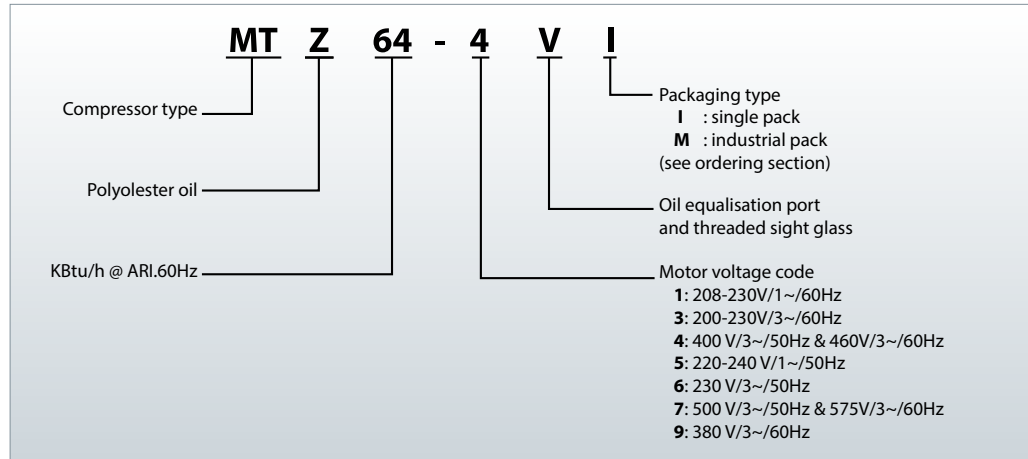 MT Z 64 - 4 V I
Compressor type
Polyolester oil
KBtu/h @ ARI.60Hz
Packaging type
I : single pack
M : industrial pack
(see ordering section)
Oil equalisation port
and threaded sight glass
Motor voltage code
1: 208-230V/1~/60Hz
3: 200-230V/3~/60Hz
4: 400 V/3~/50Hz & 460V/3~/60Hz
5: 220-240 V/1~/50Hz
6: 230 V/3~/50Hz
7: 500 V/3~/50Hz & 575V/3~/60Hz
9: 380 V/3~/60Hz